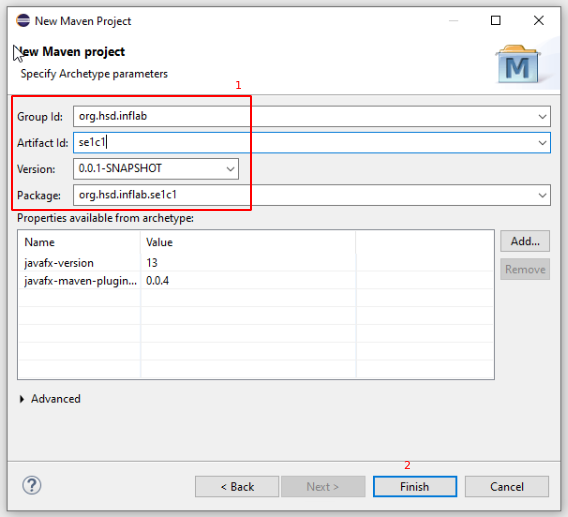 New Maven Project
New Maven project
Specify Archetype parameters
1
Group Id: org.hsd.inflab
Artifact Id: se1c1
Version: 0.0.1-SNAPSHOT
Package: org.hsd.inflab.se1c1
Properties available from archetype:
Name Value
Add...
javafx-version 13
Remove
javafx-maven-plugin... 0.0.4
Advanced
2
? < Back Next > Finish Cancel